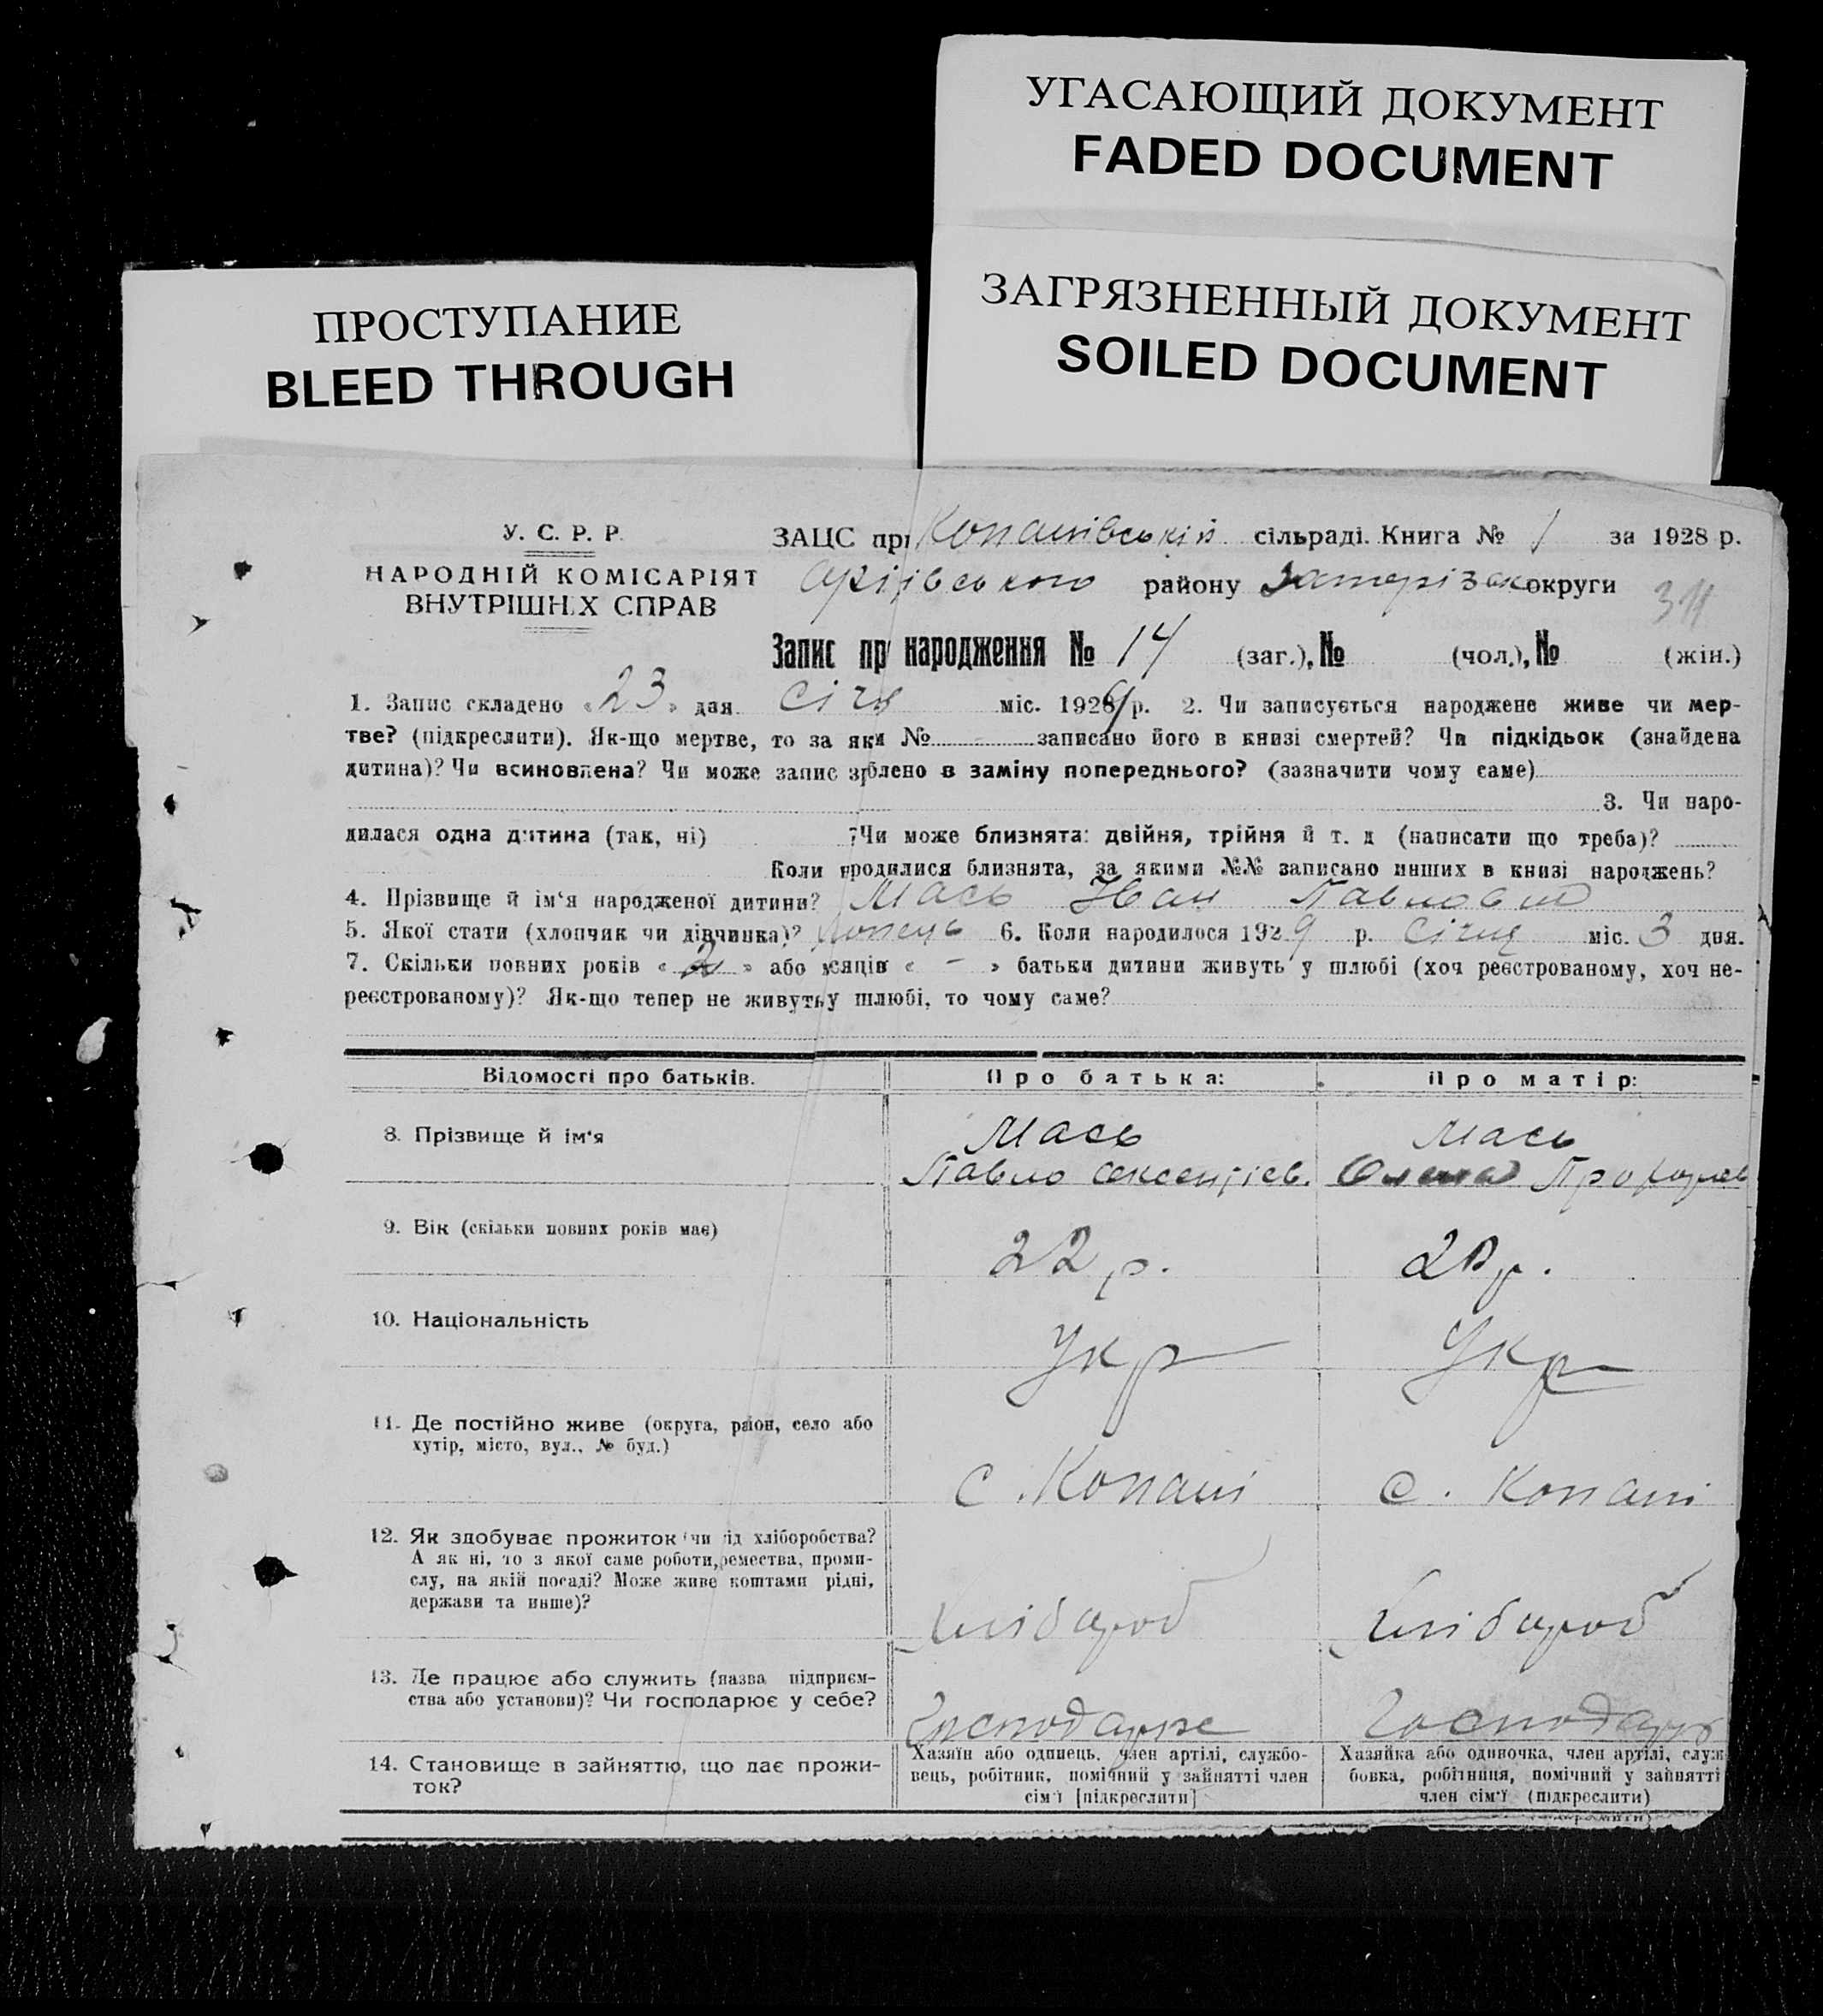 УГАСАЮЩИЙ ДОКУМЕНТ
FADED DOCUMENT
ЗАГРЯЗНЕННЫЙ ДОКУМЕНТ
SOILED DOCUMENT
ПРОСТУПАНИЕ
BLEED THROUGH
У. С. Р. Р.
НАРОДНІЙ КОМІСАРІЯТ
ВНУТРІШНІХ СПРАВ
ЗАЦС при Копанівській сільраді. Книга № 1 за 1928 р.
району округи
Запис пр народження № 14 (заг.), № (чол.), № (жін.)
1. Запис складено «23» дня Січня міс. 1929 р. 2. Чи записується народжене живе чи мер-
тве? (підкреслити). Як-що мертве, то за яки № записано його в книзі смертей? Чи підкідьок (знайдена
дитина)? Чи всиновлена? Чи може запис зрблено в заміну попереднього? (зазначити чому саме)
3. Чи наро-
дилася одна дитина (так, ні) ? Чи може близнята: двійня, трійня й т. д (написати що треба)?
Коли вродилися близнята, за якими №№ записано инших в книзі народжень?
4. Прізвище й ім'я народженої дитини? Мась Иван Павлович
5. Якої стати (хлопчик чи дівчинка)? хлопець 6. Коли народилося 1929 р. Січня міс. 3 дня.
7. Скільки повних років «2» або місяців « - » батьки дитини живуть у шлюбі (хоч реєстрованому, хоч не-
реєстрованому)? Як-що тепер не живуть у шлюбі, то чому саме?
Відомості про батьків. Про батька: Про матір:
8. Прізвище й ім'я Мась Мась
Павло Оксентієв. Олена
9. Вік (скільки повних років має) 22 р. 20 р.
10. Національність Укр Укр
11. Де постійно живе (округа, район, село або
хутір, місто, вул., № буд.)
с. Копані с. Копані
12. Як здобуває прожиток (чи від хліборобства?
А як ні, то з якої саме роботи, ремества, проми-
слу, на якій посаді? Може живе коштами рідні,
держави та инше)?
Хлібороб Хлібороб
13. Де працює або служить (назва підприєм-
ства або установи)? Чи господарює у себе?
Господарює Господарює
14. Становище в зайняттю, що дає прожи-
ток?
Хазяїн або одинець, член артілі, службо-
вець, робітник, помічний у зайнятті член
сім'ї [підкреслити]
Хазяйка або одиночка, член артілі, служ
бовка, робітниця, помічний у зайнятті
член сім'ї (підкреслити)